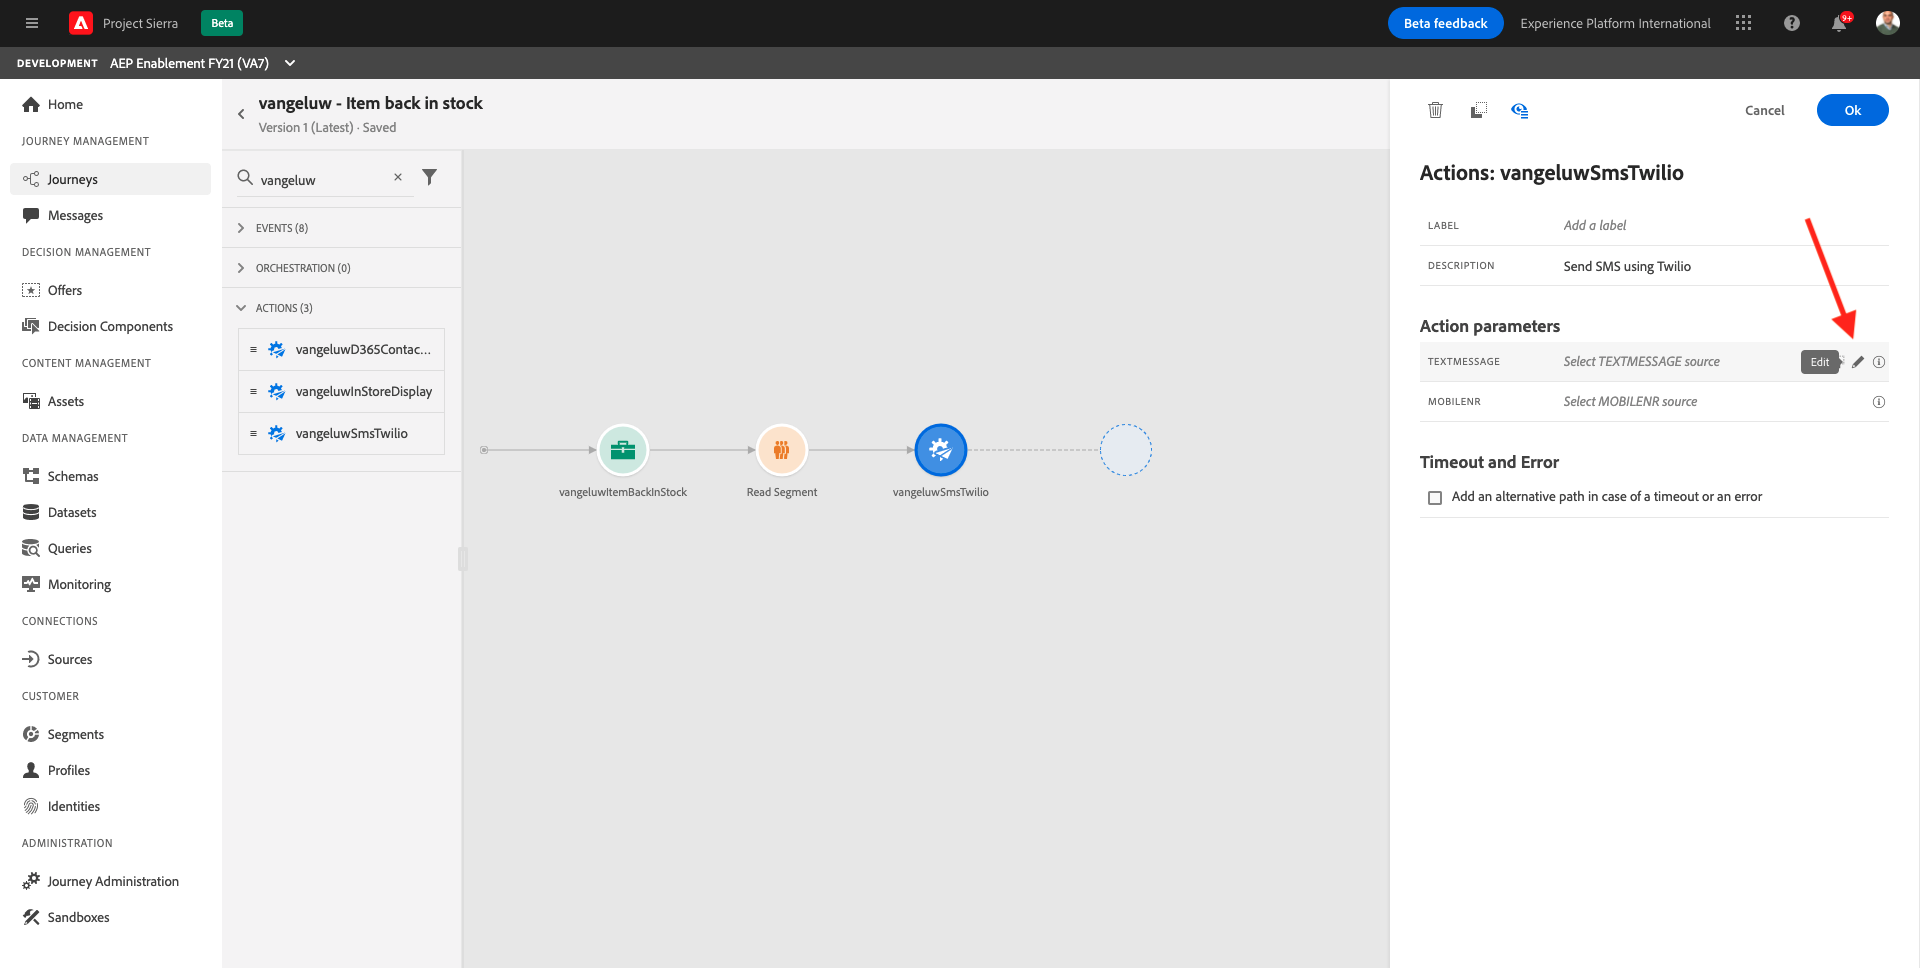 Project Sierra
Beta
Beta feedback
Experience Platform International
9+
DEVELOPMENT
AEP Enablement FY21 (VA7)
Home
JOURNEY MANAGEMENT
Journeys
Messages
DECISION MANAGEMENT
Offers
Decision Components
CONTENT MANAGEMENT
Assets
DATA MANAGEMENT
Schemas
Datasets
Queries
Monitoring
CONNECTIONS
Sources
CUSTOMER
Segments
Profiles
Identities
ADMINISTRATION
Journey Administration
Sandboxes
vangeluw - Item back in stock
Version 1 (Latest) · Saved
vangeluw
EVENTS (8)
ORCHESTRATION (0)
ACTIONS (3)
vangeluwD365Contac...
vangeluwInStoreDisplay
vangeluwSmsTwilio
vangeluwItemBackInStock
Read Segment
vangeluwSmsTwilio
Cancel
Ok
Actions: vangeluwSmsTwilio
LABEL
Add a label
DESCRIPTION
Send SMS using Twilio
Action parameters
TEXTMESSAGE
Select TEXTMESSAGE source
Edit
MOBILENR
Select MOBILENR source
Timeout and Error
Add an alternative path in case of a timeout or an error